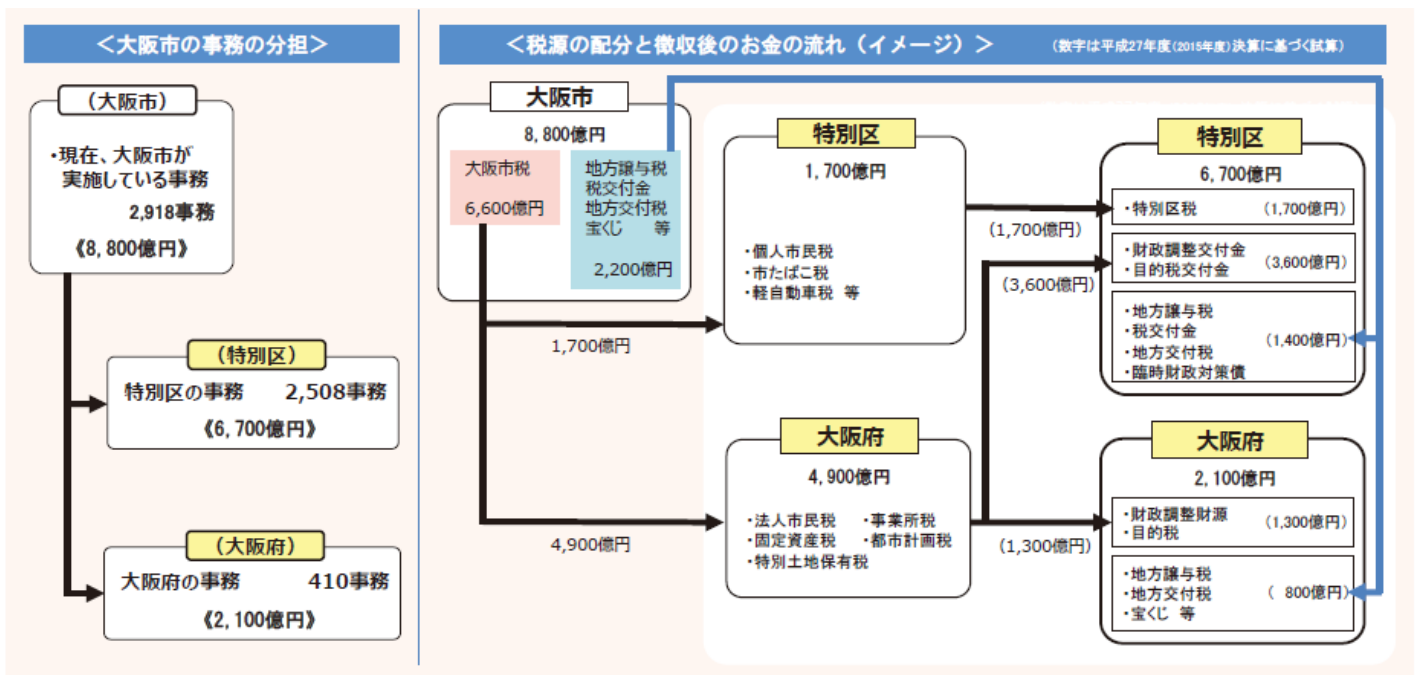 ＜大阪市の事務の分担＞
（大阪市）
・現在、大阪市が
実施している事務
2,918事務
《8,800億円》
（特別区）
特別区の事務　2,508事務
《6,700億円》
（大阪府）
大阪府の事務　410事務
《2,100億円》
＜税源の配分と徴収後のお金の流れ（イメージ）＞　（数字は平成27年度(2015年度)決算に基づく試算）
大阪市
8,800億円
大阪市税
6,600億円
地方譲与税
税交付金
地方交付税
宝くじ　等
2,200億円
1,700億円
4,900億円
特別区
1,700億円
・個人市民税
・市たばこ税
・軽自動車税 等
大阪府
4,900億円
・法人市民税　・事業所税
・固定資産税　・都市計画税
・特別土地保有税
(1,700億円)
(3,600億円)
(1,300億円)
特別区
6,700億円
・特別区税　(1,700億円)
・財政調整交付金
・目的税交付金
(3,600億円)
・地方譲与税
・税交付金
・地方交付税
・臨時財政対策債
(1,400億円)
大阪府
2,100億円
・財政調整財源
・目的税
(1,300億円)
・地方譲与税
・地方交付税
・宝くじ 等
( 800億円)